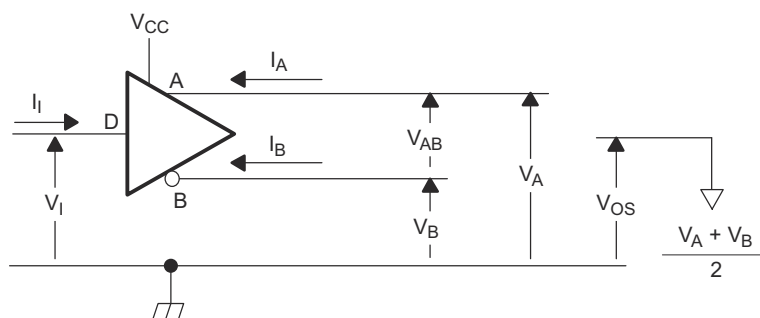 V_CC
A
I_A
I_I
D
I_B
V_AB
V_A
V_I
B
V_B
V_OS
V_A + V_B
2